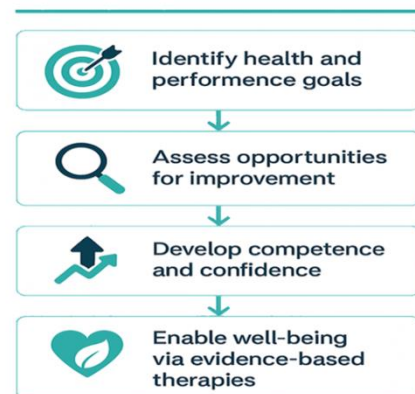 Identify health and
performence goals
Assess opportunities
for improvement
Develop competence
and confidence
Enable well-being
via evidence-based
therapies